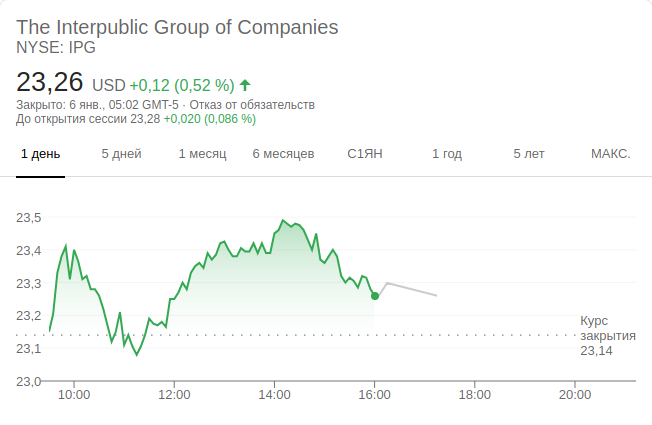 The Interpublic Group of Companies
NYSE: IPG
23,26 USD +0,12 (0,52 %)
Закрыто: 6 янв., 05:02 GMT-5 · Отказ от обязательств
До открытия сессии 23,28 +0,020 (0,086 %)
1 день 5 дней 1 месяц 6 месяцев С1ЯН 1 год 5 лет МАКС.
23,5
23,4
23,3
23,2
23,1
23,0
Курс
закрытия
23,14
10:00 12:00 14:00 16:00 18:00 20:00